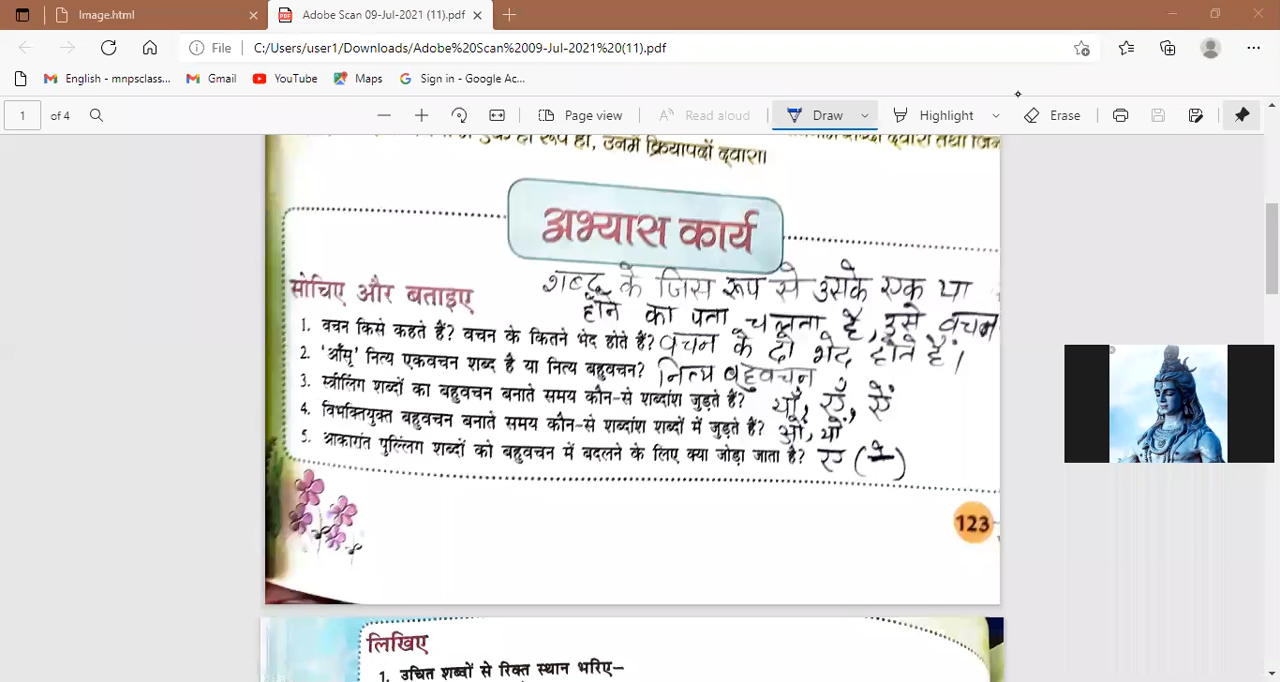 Image.html
Adobe Scan 09-Jul-2021 (11).pdf
File C:/Users/user1/Downloads/Adobe%20Scan%2009-Jul-2021%20(11).pdf
English - mnpsclass... Gmail YouTube Maps Sign in - Google Ac...
1 of 4 Page view Read aloud Draw Highlight Erase
रूप हो, उनमें क्रियापदों द्वारा।
द्वारा तथा जिन
अभ्यास कार्य
सोचिए और बताइए
शब्द के जिस रूप से उसके एक या
होने का पता चलता है, उसे वचन
1. वचन किसे कहते हैं? वचन के कितने भेद होते हैं? वचन के दो भेद होते हैं।
2. 'आँसू' नित्य एकवचन शब्द है या नित्य बहुवचन? नित्य बहुवचन
3. स्त्रीलिंग शब्दों का बहुवचन बनाते समय कौन-से शब्दांश जुड़ते हैं? याँ, एँ, ऐं
4. विभक्तियुक्त बहुवचन बनाते समय कौन-से शब्दांश शब्दों में जुड़ते हैं? ओं, यों
5. आकारांत पुल्लिंग शब्दों को बहुवचन में बदलने के लिए क्या जोड़ा जाता है? ए (े)
123
लिखिए
1. उचित शब्दों से रिक्त स्थान भरिए–